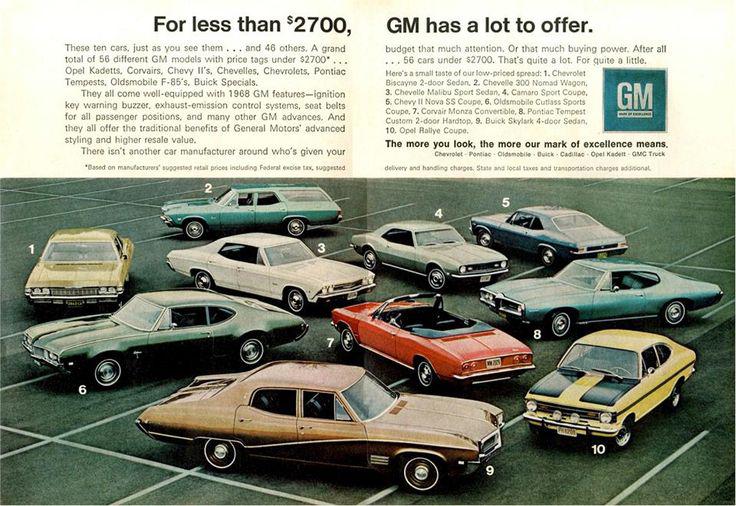 For less than $2700,
GM has a lot to offer.
These ten cars, just as you see them . . . and 46 others. A grand
total of 56 different GM models with price tags under $2700* . . .
Opel Kadetts, Corvairs, Chevy II's, Chevelles, Chevrolets, Pontiac
Tempests, Oldsmobile F-85's, Buick Specials.
They all come well-equipped with 1968 GM features—ignition
key warning buzzer, exhaust-emission control systems, seat belts
for all passenger positions, and many other GM advances. And
they all offer the traditional benefits of General Motors' advanced
styling and higher resale value.
There isn't another car manufacturer around who's given your
*Based on manufacturers' suggested retail prices including Federal excise tax, suggested
budget that much attention. Or that much buying power. After all
. . . 56 cars under $2700. That's quite a lot. For quite a little.
Here's a small taste of our low-priced spread: 1. Chevrolet
Biscayne 2-door Sedan, 2. Chevelle 300 Nomad Wagon,
3. Chevelle Malibu Sport Sedan, 4. Camaro Sport Coupe,
5. Chevy II Nova SS Coupe, 6. Oldsmobile Cutlass Sports
Coupe, 7. Corvair Monza Convertible, 8. Pontiac Tempest
Custom 2-door Hardtop, 9. Buick Skylark 4-door Sedan,
10. Opel Rallye Coupe.
GM
MARK OF EXCELLENCE
The more you look, the more our mark of excellence means.
Chevrolet · Pontiac · Oldsmobile · Buick · Cadillac · Opel Kadett · GMC Truck
delivery and handling charges. State and local taxes and transportation charges additional.
1
2
3
4
5
6
7
8
9
10